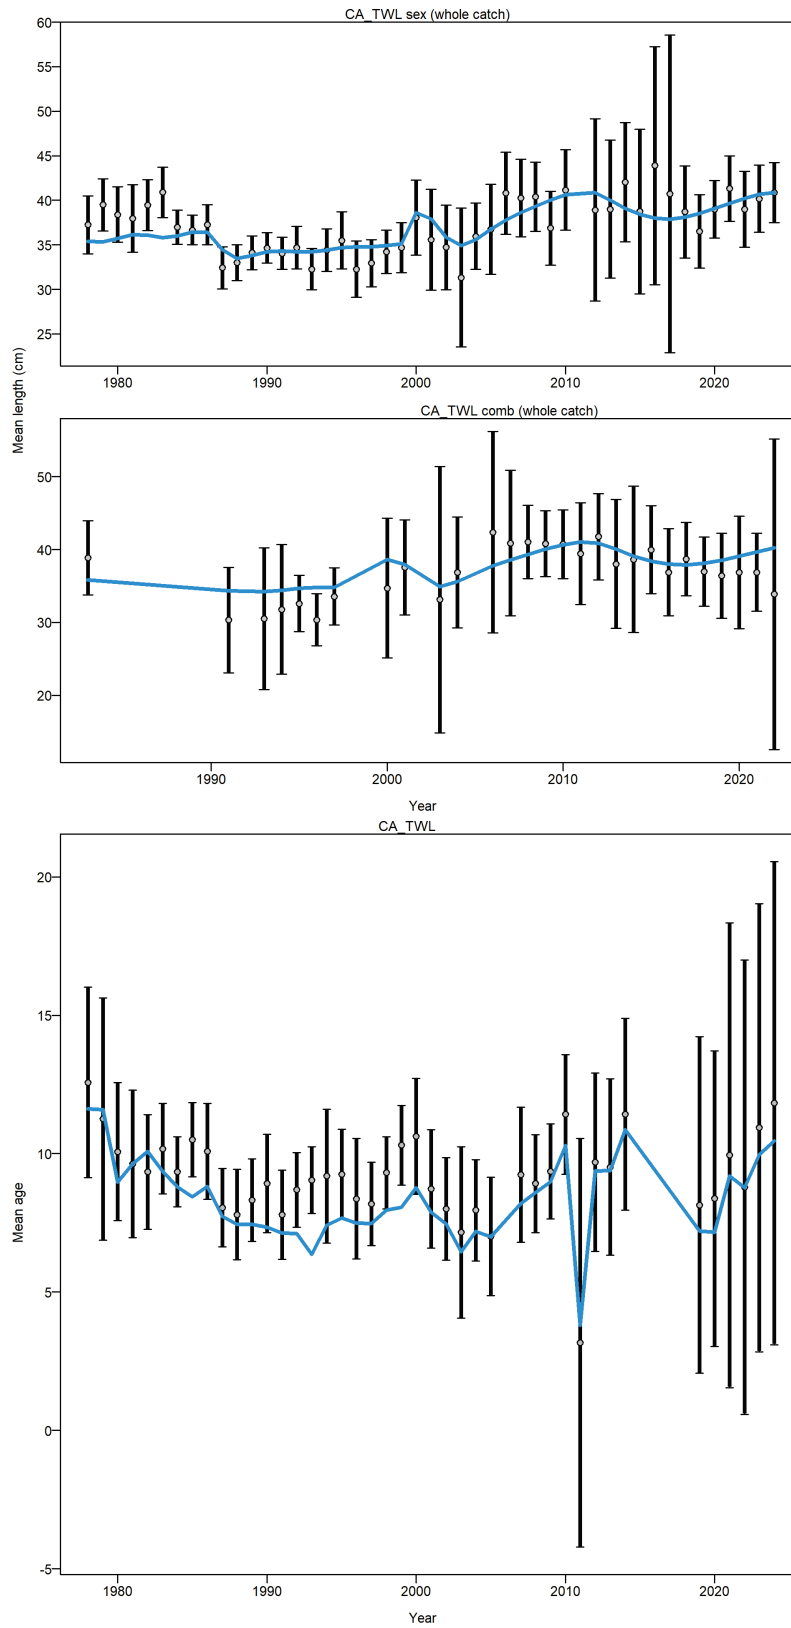 CA_TWL sex (whole catch)
60
55
50
45
40
35
30
25
1980 1990 2000 2010 2020
Mean length (cm)
CA_TWL comb (whole catch)
50
40
30
20
1990 2000 2010 2020
Year
CA_TWL
20
15
10
5
0
-5
Mean age
1980 1990 2000 2010 2020
Year